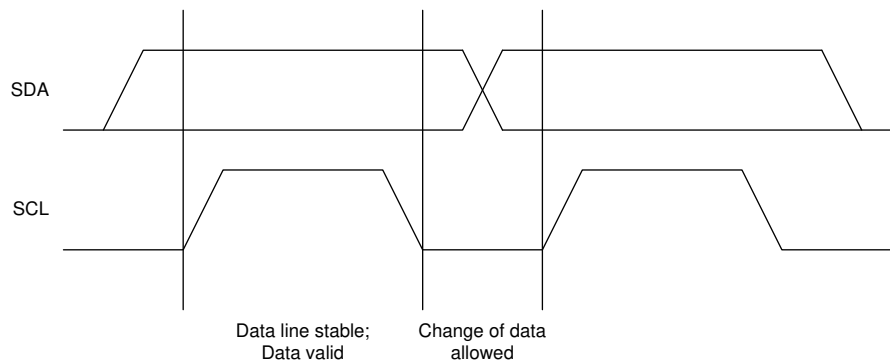 SDA
SCL
Data line stable;
Data valid
Change of data
allowed